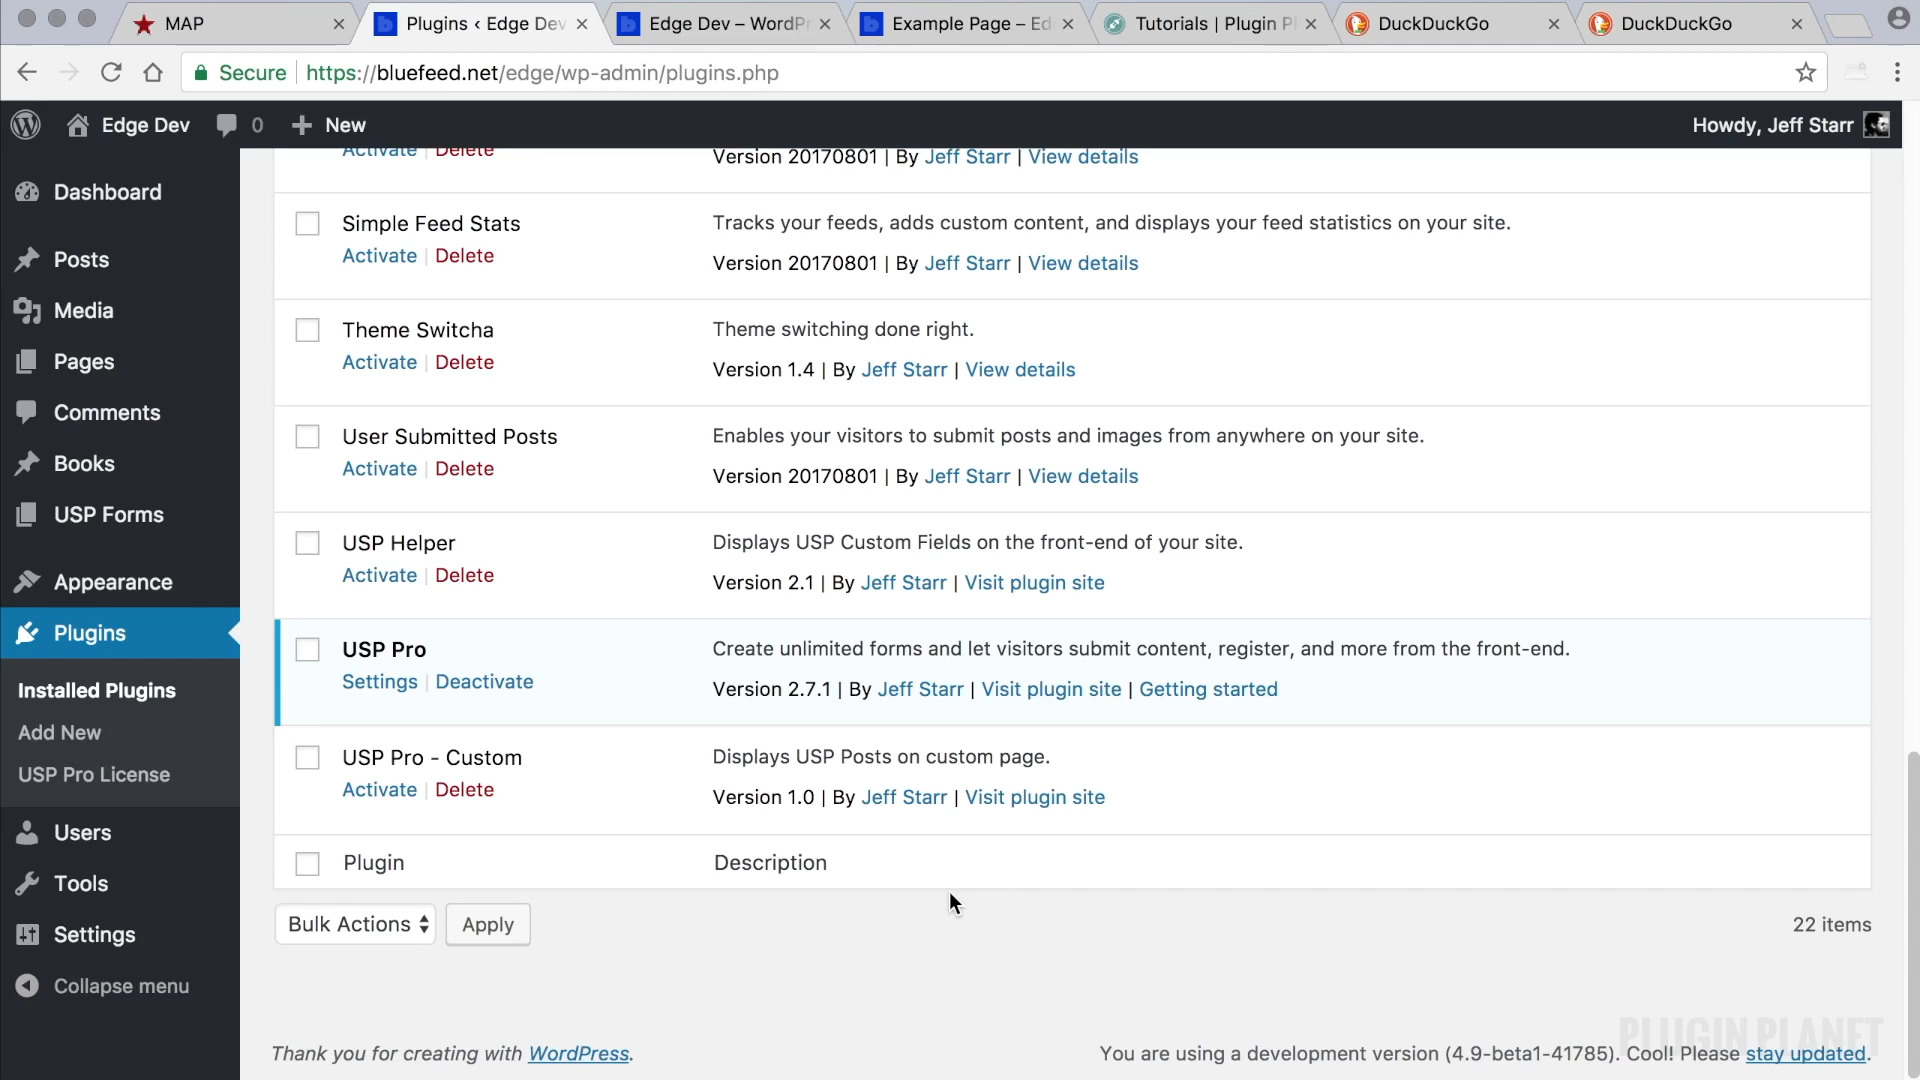 MAP
Plugins ‹ Edge Dev
Edge Dev – WordPr
Example Page – Ed
Tutorials | Plugin Pl
DuckDuckGo
DuckDuckGo
Secure
https://bluefeed.net/edge/wp-admin/plugins.php
Edge Dev
0
New
Howdy, Jeff Starr
Dashboard
Posts
Media
Pages
Comments
Books
USP Forms
Appearance
Plugins
Installed Plugins
Add New
USP Pro License
Users
Tools
Settings
Collapse menu
Activate | Delete
Version 20170801 | By Jeff Starr | View details
Simple Feed Stats
Activate | Delete
Tracks your feeds, adds custom content, and displays your feed statistics on your site.
Version 20170801 | By Jeff Starr | View details
Theme Switcha
Activate | Delete
Theme switching done right.
Version 1.4 | By Jeff Starr | View details
User Submitted Posts
Activate | Delete
Enables your visitors to submit posts and images from anywhere on your site.
Version 20170801 | By Jeff Starr | View details
USP Helper
Activate | Delete
Displays USP Custom Fields on the front-end of your site.
Version 2.1 | By Jeff Starr | Visit plugin site
USP Pro
Settings | Deactivate
Create unlimited forms and let visitors submit content, register, and more from the front-end.
Version 2.7.1 | By Jeff Starr | Visit plugin site | Getting started
USP Pro - Custom
Activate | Delete
Displays USP Posts on custom page.
Version 1.0 | By Jeff Starr | Visit plugin site
Plugin
Description
Bulk Actions
Apply
22 items
PLUGIN PLANET
Thank you for creating with WordPress.
You are using a development version (4.9-beta1-41785). Cool! Please stay updated.